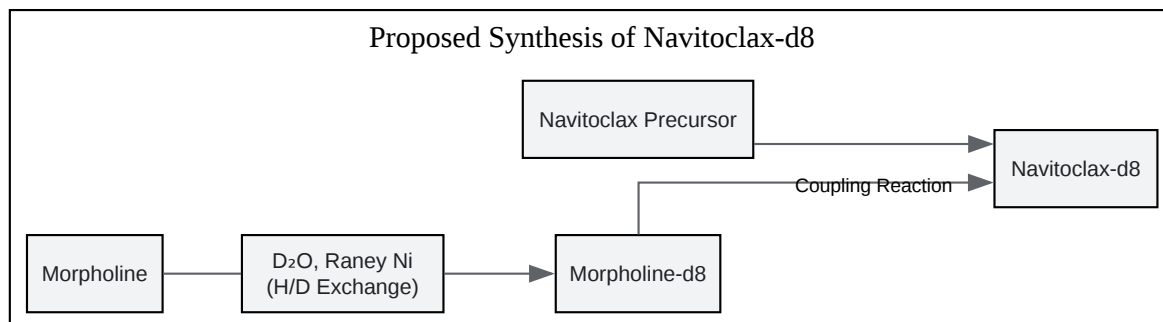 Proposed Synthesis of Navitoclax-d8
Navitoclax Precursor
Navitoclax-d8
Coupling Reaction
Morpholine
D₂O, Raney Ni
(H/D Exchange)
Morpholine-d8